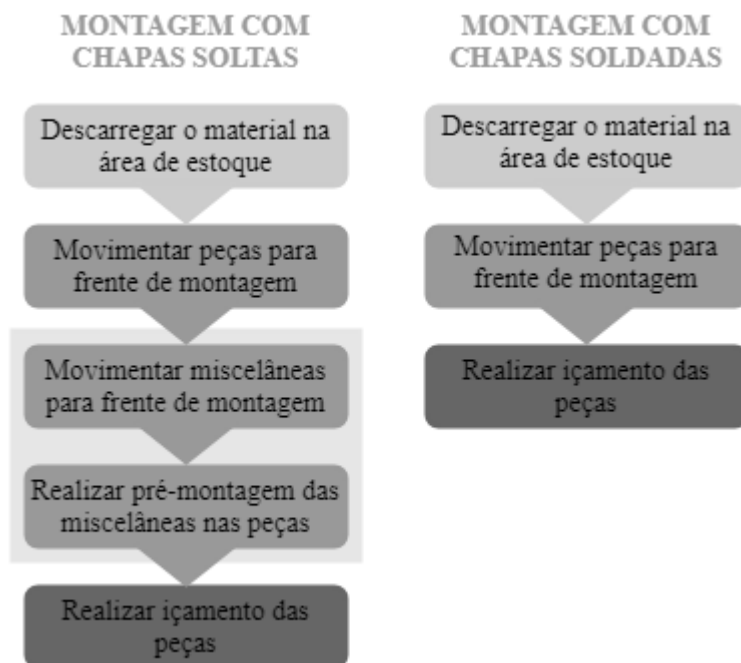 MONTAGEM COM
CHAPAS SOLTAS
Descarregar o material na
área de estoque
Movimentar peças para
frente de montagem
Movimentar miscelâneas
para frente de montagem
Realizar pré-montagem das
miscelâneas nas peças
Realizar içamento das
peças
MONTAGEM COM
CHAPAS SOLDADAS
Descarregar o material na
área de estoque
Movimentar peças para
frente de montagem
Realizar içamento das
peças